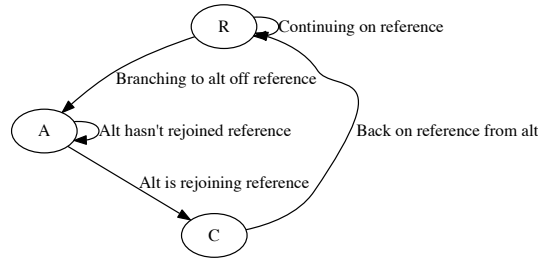 R
Continuing on reference
Branching to alt off reference
A
Alt hasn't rejoined reference
Back on reference from alt
Alt is rejoining reference
C